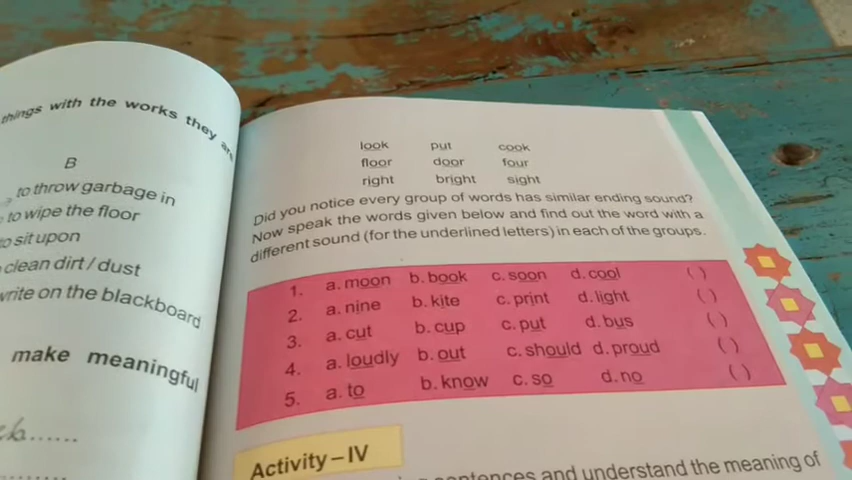 things with the works they are
B
to throw garbage in
to wipe the floor
to sit upon
clean dirt / dust
write on the blackboard
make meaningful
look put cook
floor door four
right bright sight
Did you notice every group of words has similar ending sound?
Now speak the words given below and find out the word with a
different sound (for the underlined letters) in each of the groups.
1. a. moon b. book c. soon d. cool ( )
2. a. nine b. kite c. print d. light ( )
3. a. cut b. cup c. put d. bus ( )
4. a. loudly b. out c. should d. proud ( )
5. a. to b. know c. so d. no ( )
Activity – IV
sentences and understand the meaning of